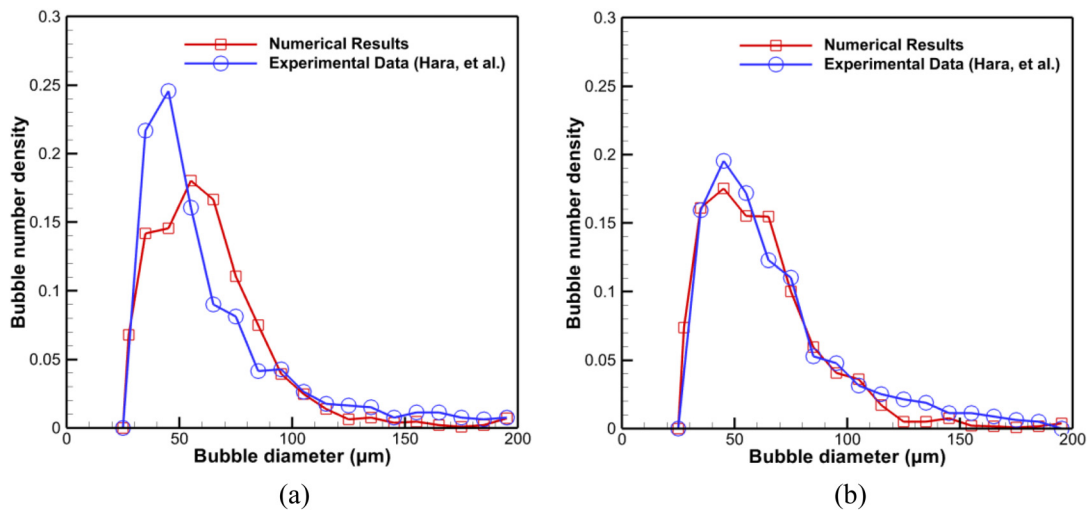 0.3
0.25
0.2
0.15
0.1
0.05
0
Bubble number density
Numerical Results
Experimental Data (Hara, et al.)
0 50 100 150 200
Bubble diameter (µm)
(a)
0.3
0.25
0.2
0.15
0.1
0.05
0
Bubble number density
Numerical Results
Experimental Data (Hara, et al.)
0 50 100 150 200
Bubble diameter (µm)
(b)